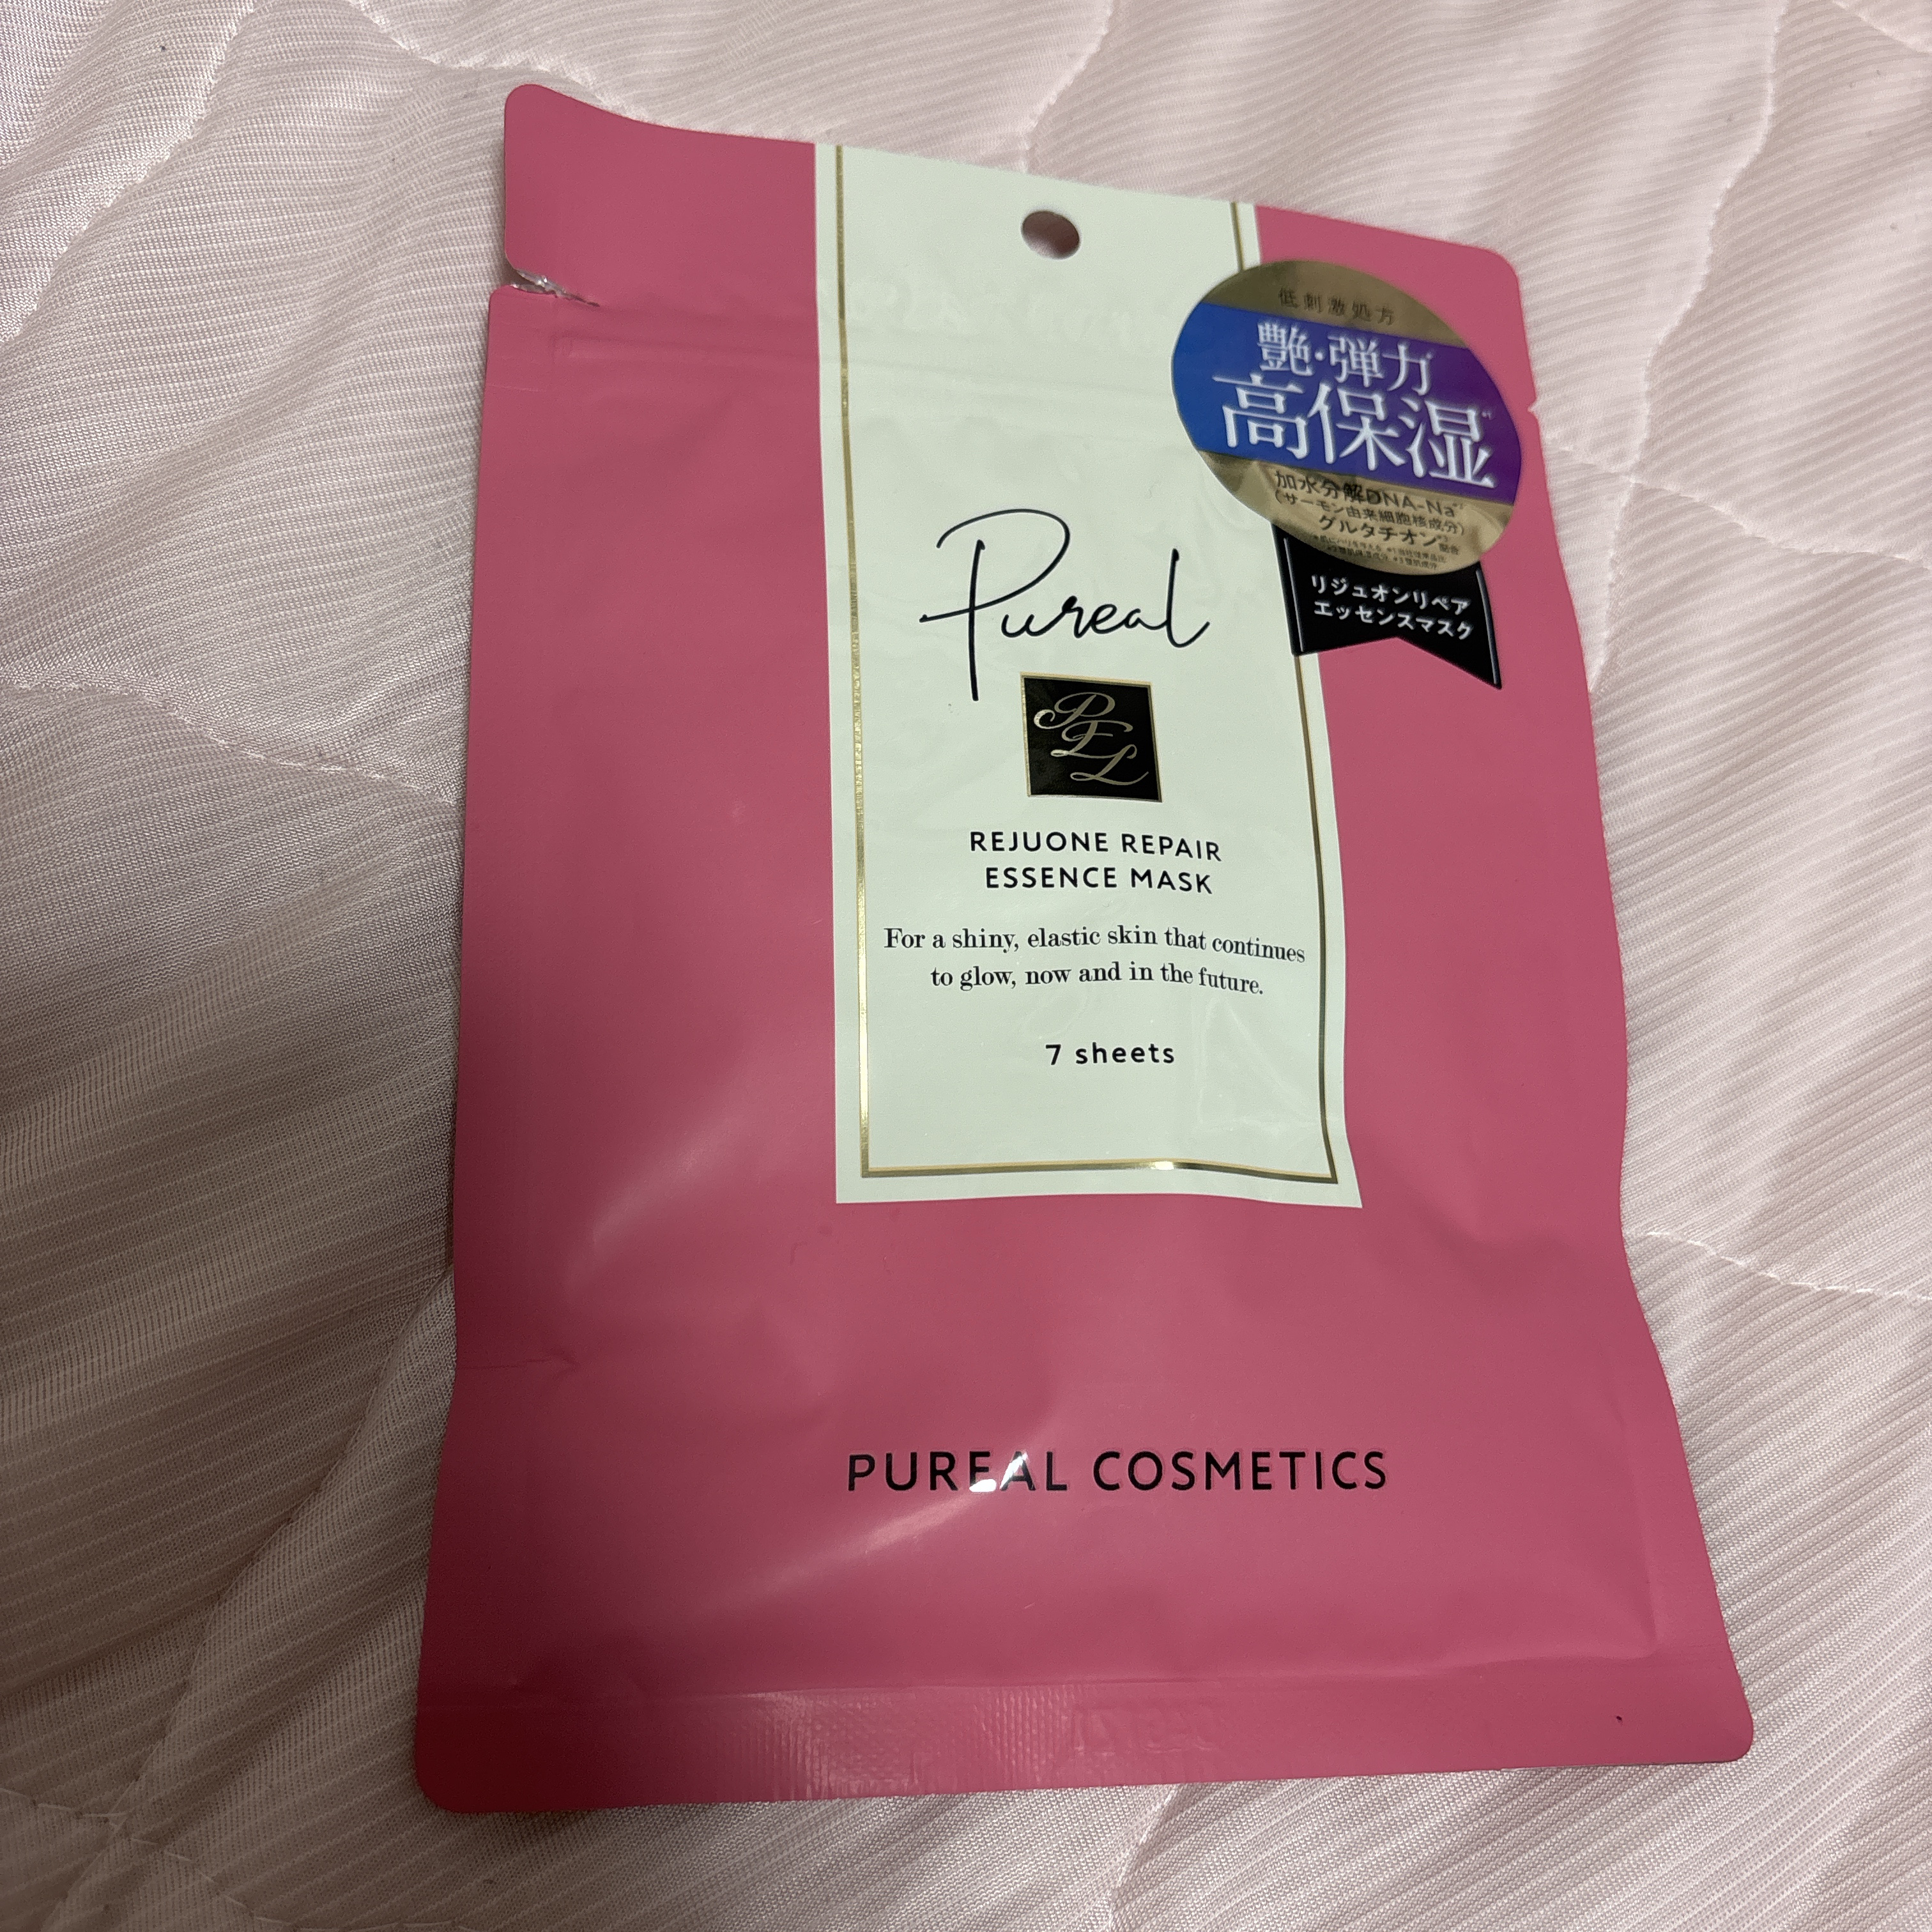 低刺激処方
艶・弾力
高保湿
加水分解DNA-Na
(サーモン由来細胞核成分)
グルタチオン 配合
リジュオンリペア
エッセンスマスク
Pureal
PEL
REJUONE REPAIR
ESSENCE MASK
For a shiny, elastic skin that continues
to glow, now and in the future.
7 sheets
PUREAL COSMETICS